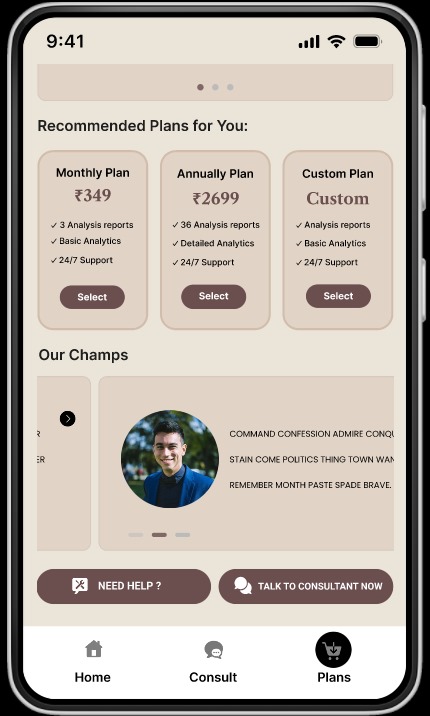 9:41
Recommended Plans for You:
Monthly Plan
₹349
✓ 3 Analysis reports
✓ Basic Analytics
✓ 24/7 Support
Select
Annually Plan
₹2699
✓ 36 Analysis reports
✓ Detailed Analytics
✓ 24/7 Support
Select
Custom Plan
Custom
✓ Analysis reports
✓ Basic Analytics
✓ 24/7 Support
Select
Our Champs
R
ER
COMMAND CONFESSION ADMIRE CONQU
STAIN COME POLITICS THING TOWN WAN
REMEMBER MONTH PASTE SPADE BRAVE.
NEED HELP ?
TALK TO CONSULTANT NOW
Home
Consult
Plans